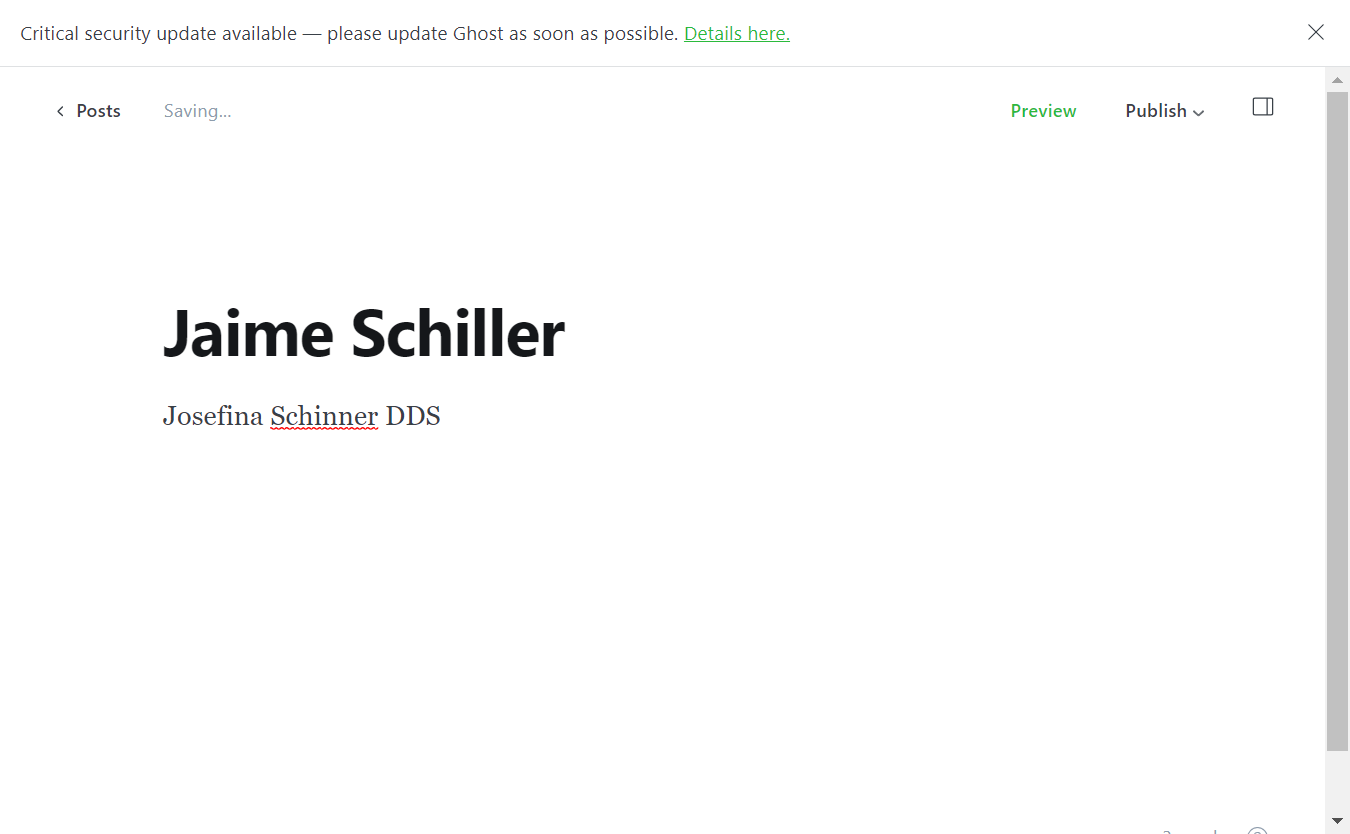 Critical security update available — please update Ghost as soon as possible. Details here.
Posts
Saving...
Preview
Publish
Jaime Schiller
Josefina Schinner DDS